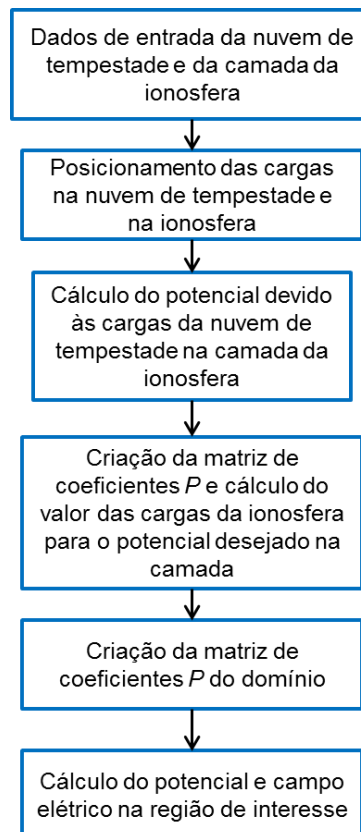 Dados de entrada da nuvem de
tempestade e da camada da
ionosfera
Posicionamento das cargas
na nuvem de tempestade e
na ionosfera
Cálculo do potencial devido
às cargas da nuvem de
tempestade na camada da
ionosfera
Criação da matriz de
coeficientes P e cálculo do
valor das cargas da ionosfera
para o potencial desejado na
camada
Criação da matriz de
coeficientes P do domínio
Cálculo do potencial e campo
elétrico na região de interesse